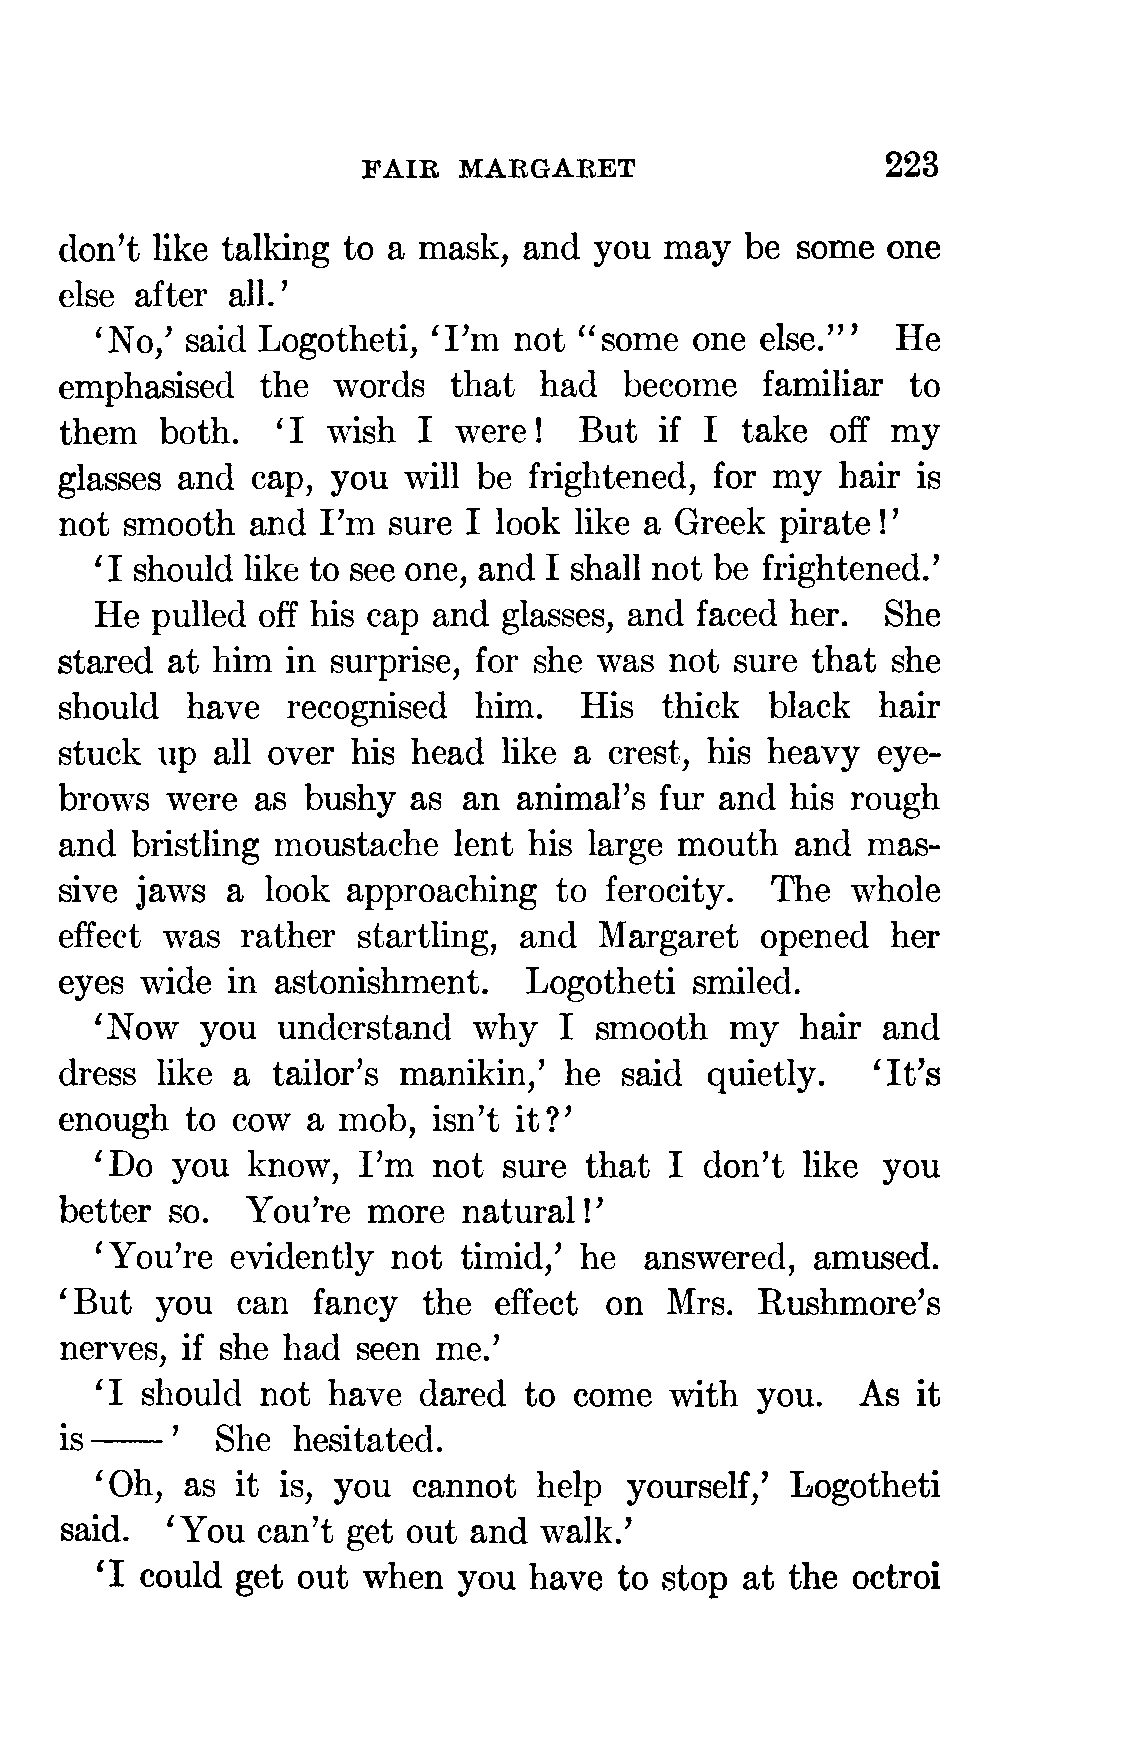 FAIR MARGARET 223
don't like talking to a mask, and you may be some one
else after all.'
'No,' said Logotheti, 'I'm not "some one else."' He
emphasised the words that had become familiar to
them both. 'I wish I were! But if I take off my
glasses and cap, you will be frightened, for my hair is
not smooth and I'm sure I look like a Greek pirate!'
'I should like to see one, and I shall not be frightened.'
He pulled off his cap and glasses, and faced her. She
stared at him in surprise, for she was not sure that she
should have recognised him. His thick black hair
stuck up all over his head like a crest, his heavy eye-
brows were as bushy as an animal's fur and his rough
and bristling moustache lent his large mouth and mas-
sive jaws a look approaching to ferocity. The whole
effect was rather startling, and Margaret opened her
eyes wide in astonishment. Logotheti smiled.
'Now you understand why I smooth my hair and
dress like a tailor's manikin,' he said quietly. 'It's
enough to cow a mob, isn't it?'
'Do you know, I'm not sure that I don't like you
better so. You're more natural!'
'You're evidently not timid,' he answered, amused.
'But you can fancy the effect on Mrs. Rushmore's
nerves, if she had seen me.'
'I should not have dared to come with you. As it
is——' She hesitated.
'Oh, as it is, you cannot help yourself,' Logotheti
said. 'You can't get out and walk.'
'I could get out when you have to stop at the octroi